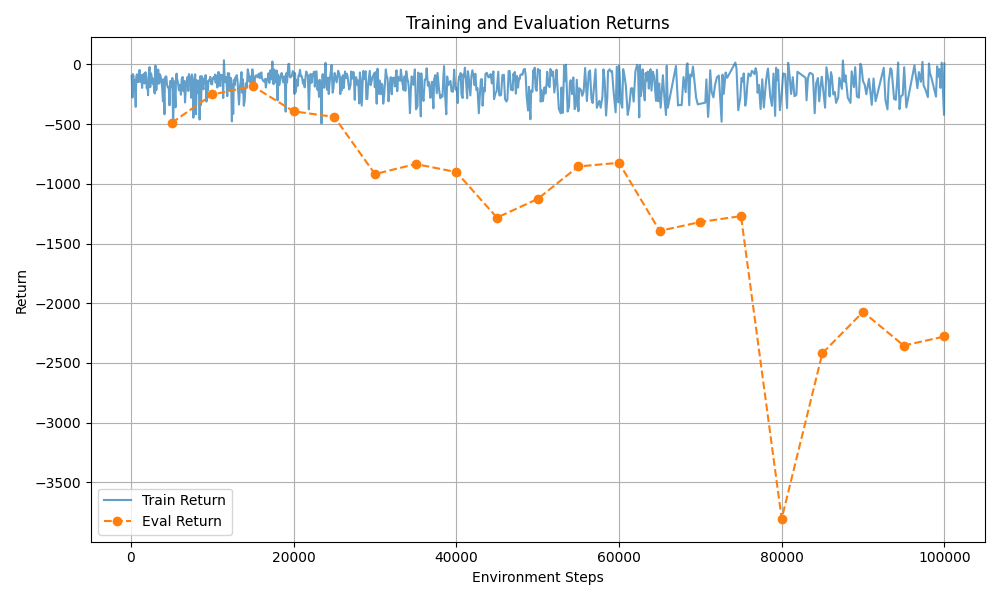 Training and Evaluation Returns
Return
0
−500
−1000
−1500
−2000
−2500
−3000
−3500
Train Return
Eval Return
0
20000
40000
60000
80000
100000
Environment Steps